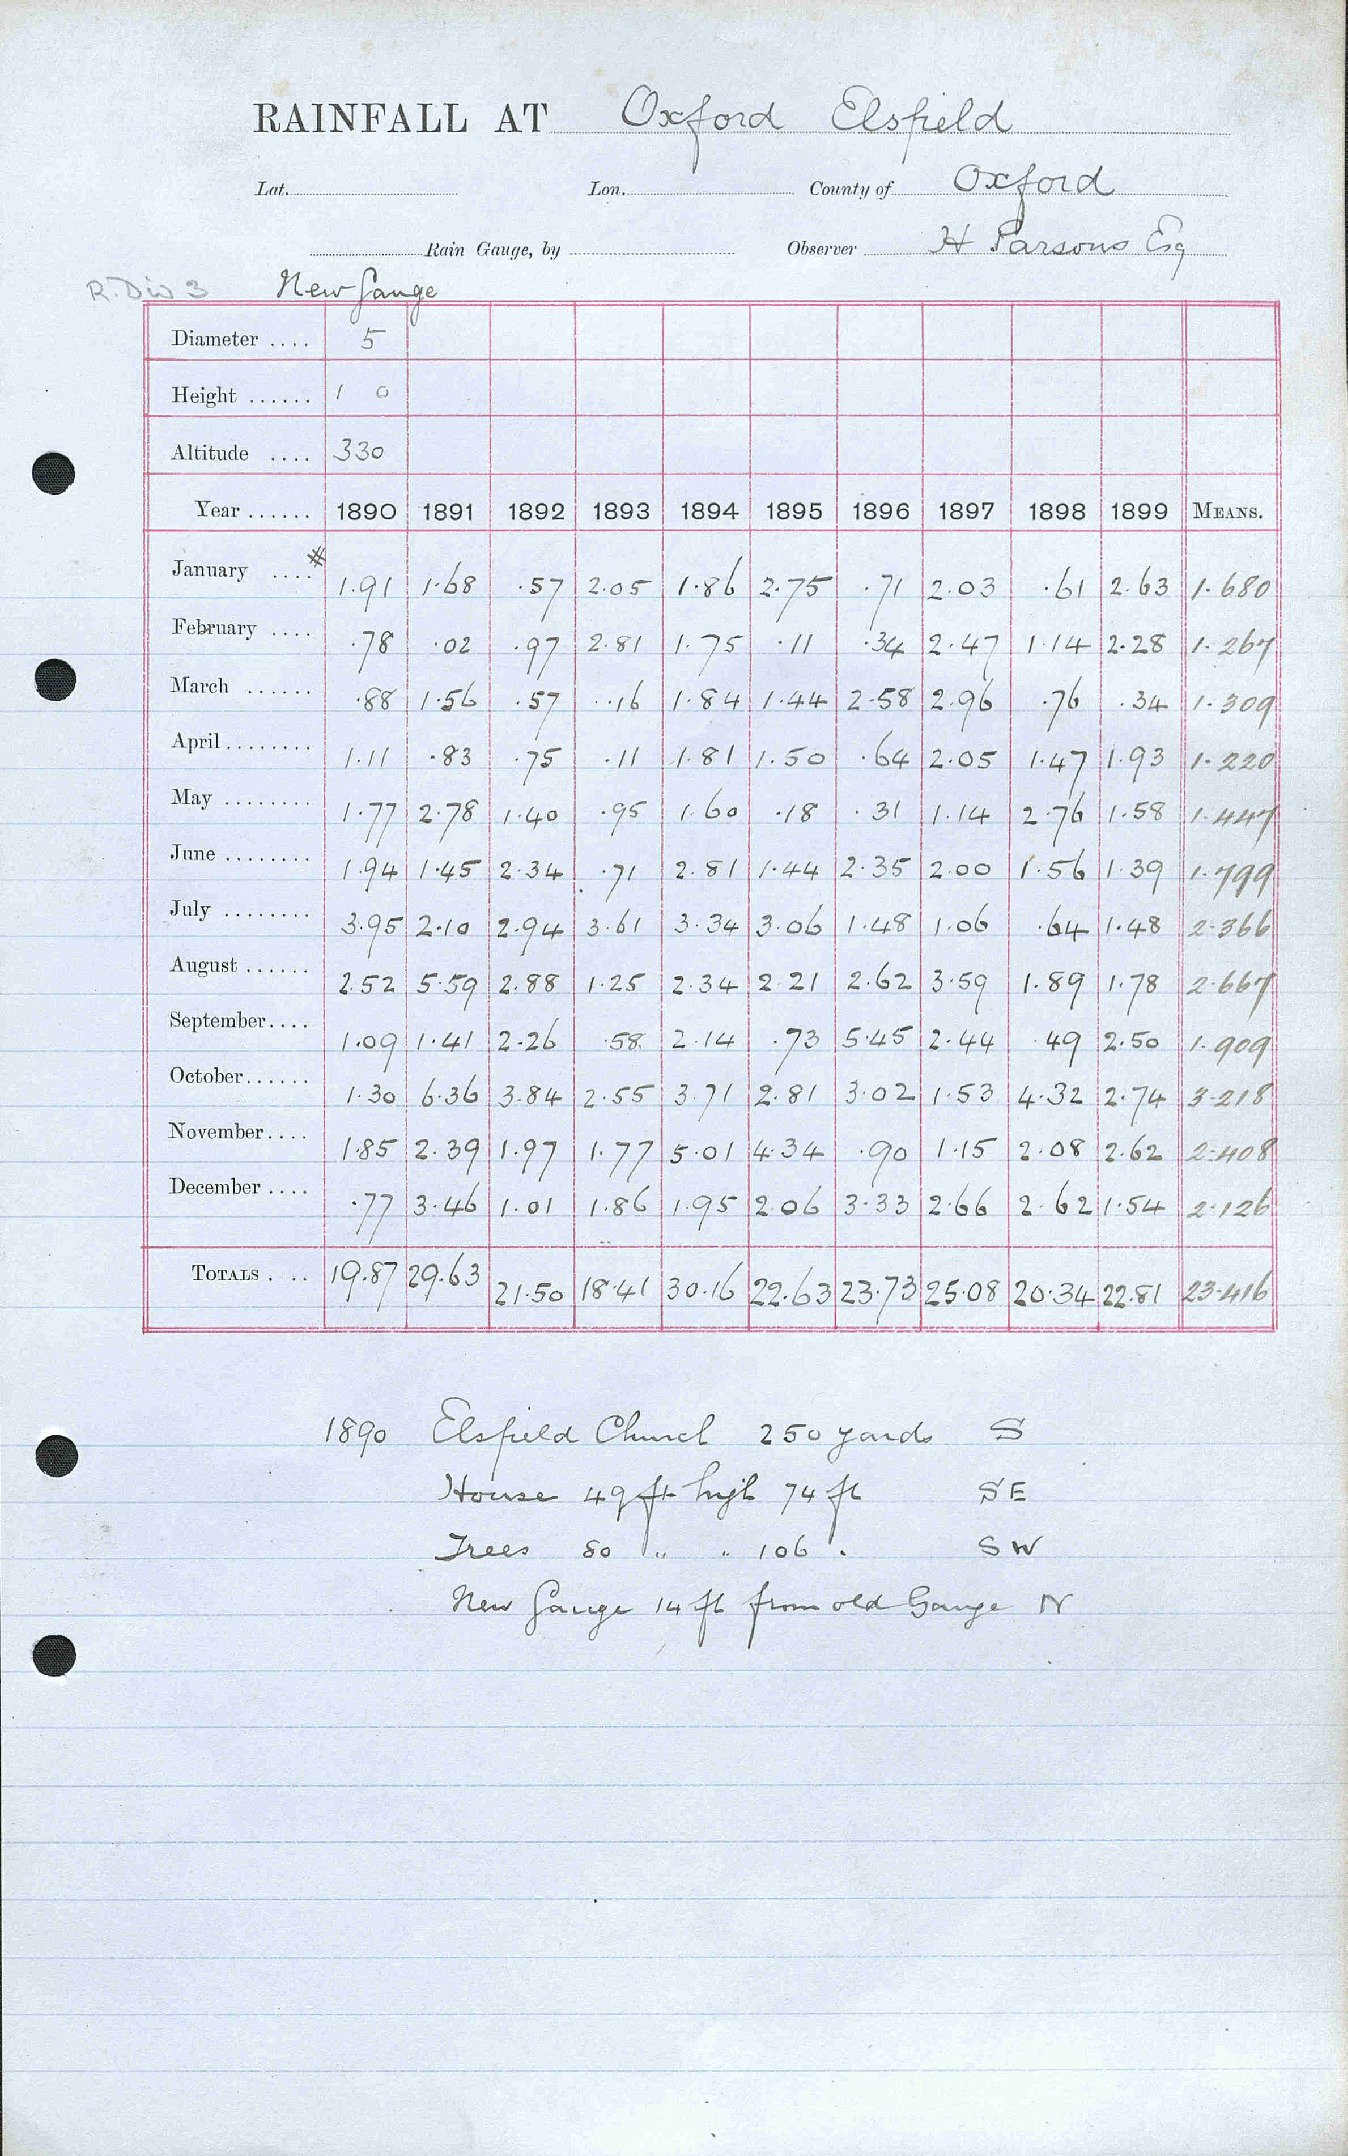 RAINFALL AT Oxford Elsfield
Lat. Lon. County of Oxford
Rain Gauge, by Observer H Parsons Esq
R. Div 3 New Gauge
Diameter .... 5
Height ...... 1 0
Altitude .... 330
Year ...... 1890 1891 1892 1893 1894 1895 1896 1897 1898 1899 MEANS.
January .... # 1.91 1.68 .57 2.05 1.86 2.75 .71 2.03 .61 2.63 1.680
February .... .78 .02 .97 2.81 1.75 .11 .34 2.47 1.14 2.28 1.267
March ...... .88 1.56 .57 .16 1.84 1.44 2.58 2.96 .76 .34 1.309
April ........ 1.11 .83 .75 .11 1.81 1.50 .64 2.05 1.47 1.93 1.220
May ........ 1.77 2.78 1.40 .95 1.60 .18 .31 1.14 2.76 1.58 1.447
June ........ 1.94 1.45 2.34 .71 2.81 1.44 2.35 2.00 1.56 1.39 1.799
July ........ 3.95 2.10 2.94 3.61 3.34 3.06 1.48 1.06 .64 1.48 2.366
August ...... 2.52 5.59 2.88 1.25 2.34 2.21 2.62 3.59 1.89 1.78 2.667
September.... 1.09 1.41 2.26 .58 2.14 .73 5.45 2.44 .49 2.50 1.909
October...... 1.30 6.36 3.84 2.55 3.71 2.81 3.02 1.53 4.32 2.74 3.218
November.... 1.85 2.39 1.97 1.77 5.01 4.34 .90 1.15 2.08 2.62 2.408
December .... .77 3.46 1.01 1.86 1.95 2.06 3.33 2.66 2.62 1.54 2.126
TOTALS .... 19.87 29.63 21.50 18.41 30.16 22.63 23.73 25.08 20.34 22.81 23.416
1890 Elsfield Church 250 yards S
House 49 ft high 74 ft SE
Trees 80 " " 106 . SW
New Gauge 14 ft from old Gauge N